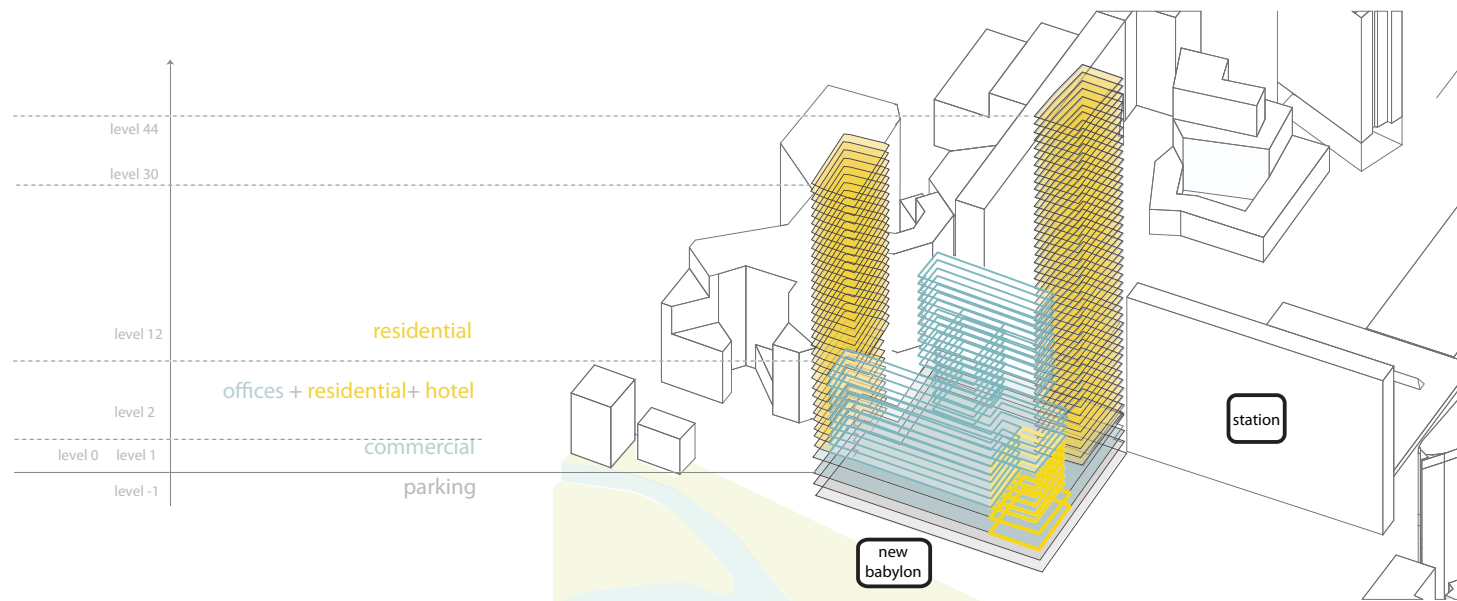 level 44
level 30
level 12
residential
offices + residential+ hotel
level 2
commercial
level 0 level 1
parking
level -1
station
new
babylon